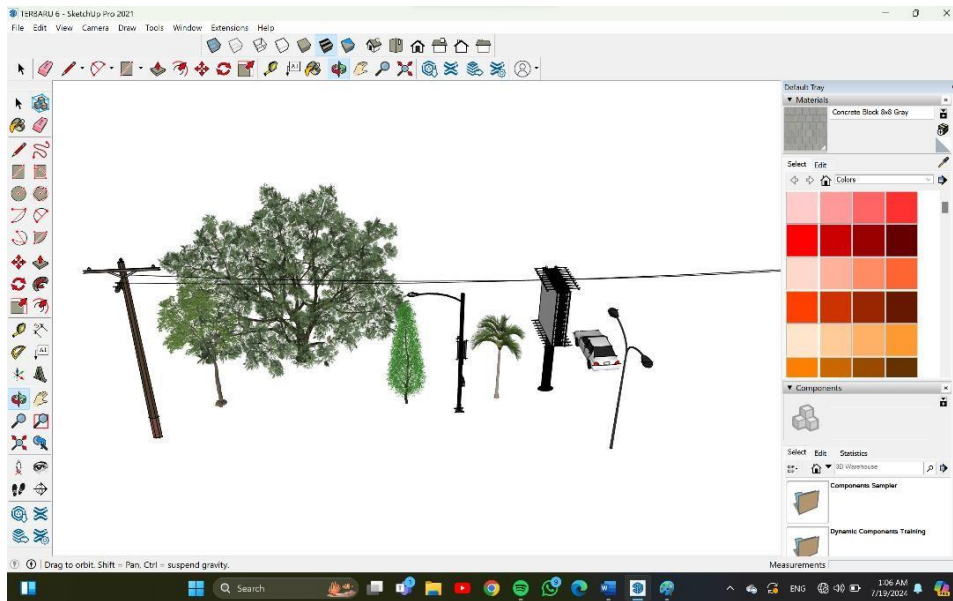 TERBARU 6 - SketchUp Pro 2021
File Edit View Camera Draw Tools Window Extensions Help
Default Tray
Materials
Concrete Block 8x8 Gray
Select Edit
Colors
Components
Select Edit Statistics
3D Warehouse
Components Sampler
Dynamic Components Training
Drag to orbit. Shift = Pan, Ctrl = suspend gravity.
Measurements
Search
ENG
1:06 AM
7/19/2024